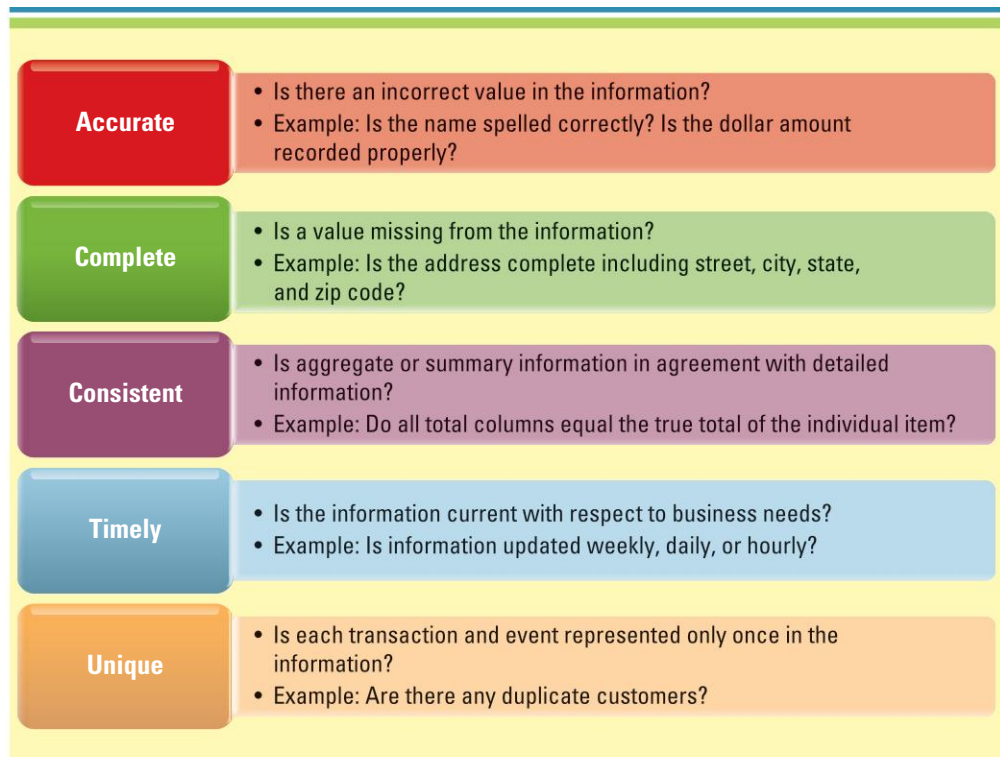 Accurate
• Is there an incorrect value in the information?
• Example: Is the name spelled correctly? Is the dollar amount
recorded properly?
Complete
• Is a value missing from the information?
• Example: Is the address complete including street, city, state,
and zip code?
Consistent
• Is aggregate or summary information in agreement with detailed
information?
• Example: Do all total columns equal the true total of the individual item?
Timely
• Is the information current with respect to business needs?
• Example: Is information updated weekly, daily, or hourly?
Unique
• Is each transaction and event represented only once in the
information?
• Example: Are there any duplicate customers?